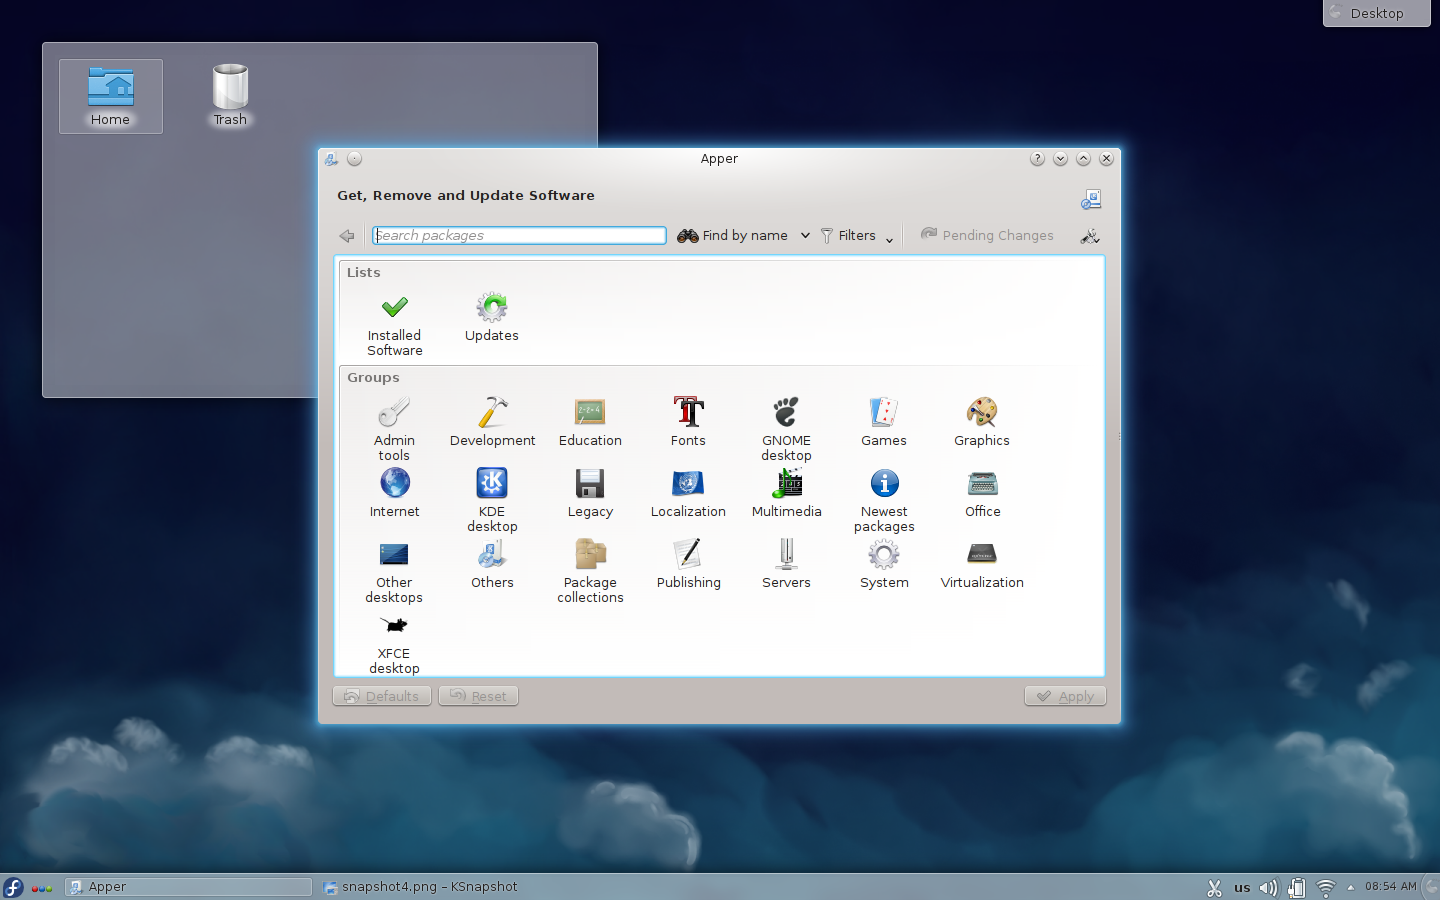 Desktop
Home
Trash
Apper
Get, Remove and Update Software
Search packages
Find by name
Filters
Pending Changes
Lists
Installed
Software
Updates
Groups
Admin
tools
Development
Education
Fonts
GNOME
desktop
Games
Graphics
Internet
KDE
desktop
Legacy
Localization
Multimedia
Newest
packages
Office
Other
desktops
Others
Package
collections
Publishing
Servers
System
Virtualization
XFCE
desktop
Defaults
Reset
Apply
Apper
snapshot4.png – KSnapshot
us
08:54 AM